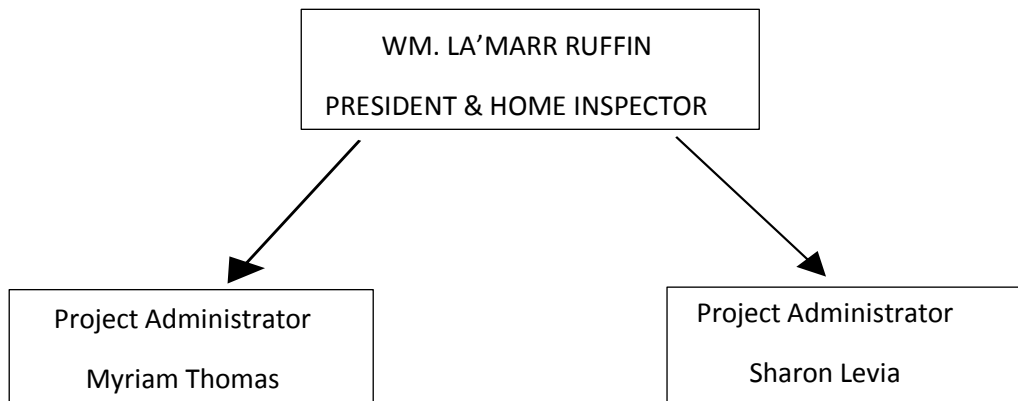 WM. LA’MARR RUFFIN
PRESIDENT & HOME INSPECTOR
Project Administrator
Myriam Thomas
Project Administrator
Sharon Levia